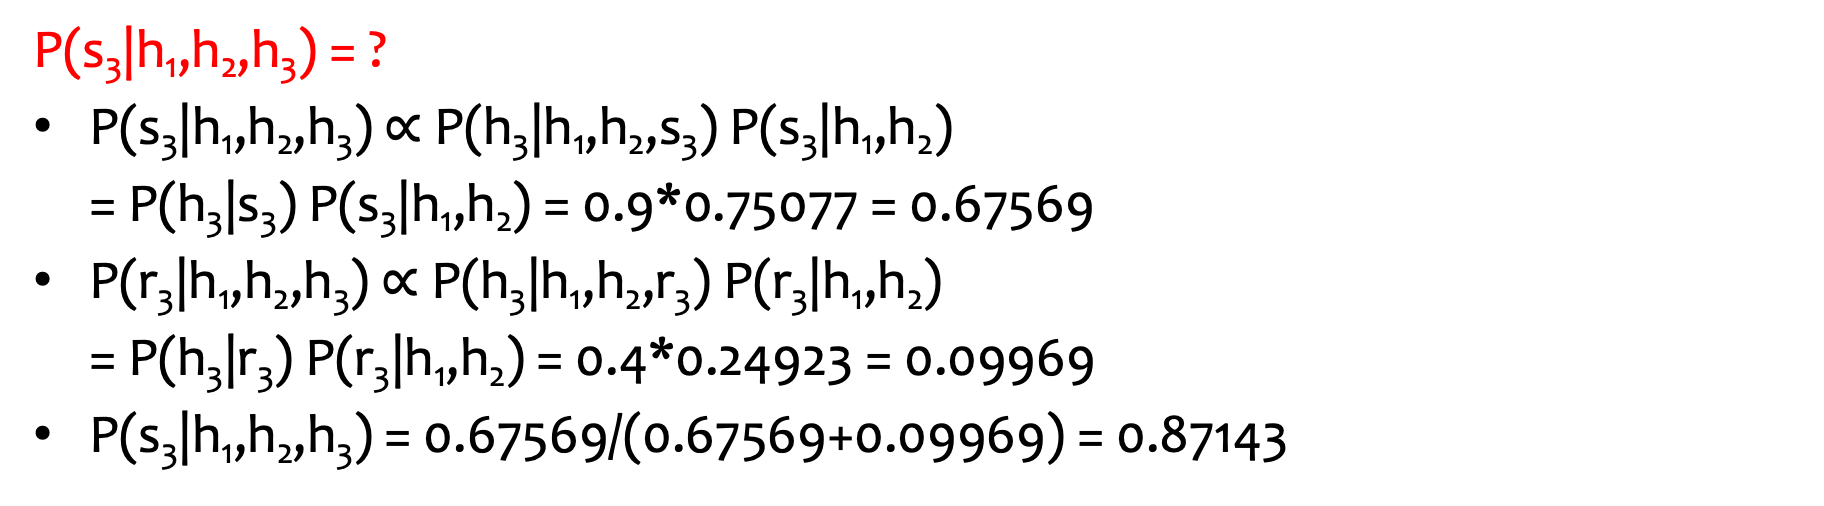 P(s₃|h₁,h₂,h₃) = ?
• P(s₃|h₁,h₂,h₃) ∝ P(h₃|h₁,h₂,s₃) P(s₃|h₁,h₂)
= P(h₃|s₃) P(s₃|h₁,h₂) = 0.9*0.75077 = 0.67569
• P(r₃|h₁,h₂,h₃) ∝ P(h₃|h₁,h₂,r₃) P(r₃|h₁,h₂)
= P(h₃|r₃) P(r₃|h₁,h₂) = 0.4*0.24923 = 0.09969
• P(s₃|h₁,h₂,h₃) = 0.67569/(0.67569+0.09969) = 0.87143